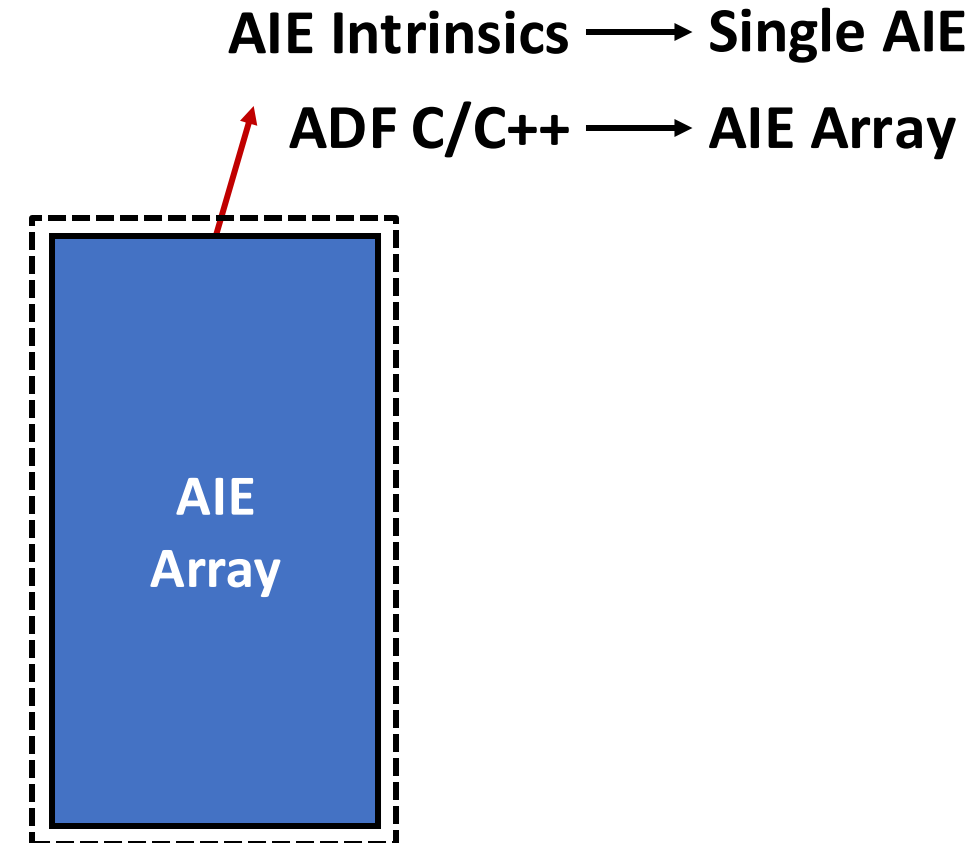 AIE Intrinsics → Single AIE
ADF C/C++ → AIE Array
AIE
Array